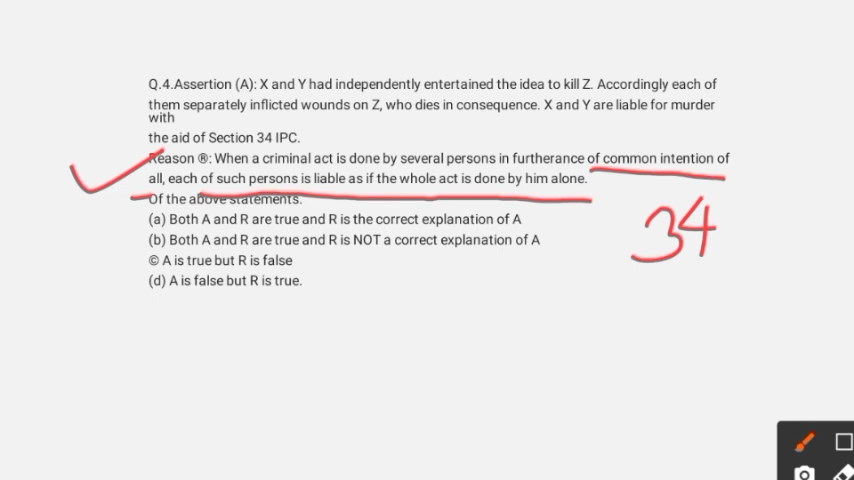 Q.4.Assertion (A): X and Y had independently entertained the idea to kill Z. Accordingly each of
them separately inflicted wounds on Z, who dies in consequence. X and Y are liable for murder
with
the aid of Section 34 IPC.
Reason ®: When a criminal act is done by several persons in furtherance of common intention of
all, each of such persons is liable as if the whole act is done by him alone.
Of the above statements.
(a) Both A and R are true and R is the correct explanation of A
(b) Both A and R are true and R is NOT a correct explanation of A
© A is true but R is false
(d) A is false but R is true.
34